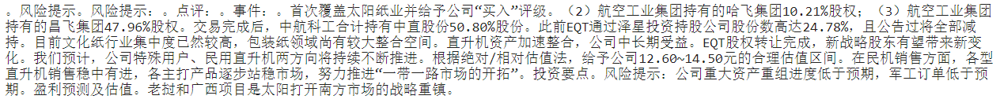 。风险提示。风险提示：。点评：。事件：。首次覆盖太阳纸业并给予公司“买入”评级。（2）航空工业集团持有的哈飞集团10.21%股权；（3）航空工业集团
持有的昌飞集团47.96%股权。交易完成后，中航科工合计持有中直股份50.80%股份。此前EQT通过泽星投资持股公司股份数高达24.78%，且公告过将全部减
持。目前文化纸行业集中度已然较高，包装纸领域尚有较大整合空间。直升机资产加速整合，公司中长期受益。EQT股权转让完成，新战略股东有望带来新变
化。我们预计，公司特殊用户、民用直升机两方向将持续不断推进。根据绝对/相对估值法，给予公司12.60~14.50元的合理估值区间。在民机销售方面，各型
直升机销售稳中有进，各主打产品逐步站稳市场，努力推进“一带一路市场的开拓”。投资要点。风险提示：公司重大资产重组进度低于预期，军工订单低于预
期。盈利预测及估值。老挝和广西项目是太阳打开南方市场的战略重镇。